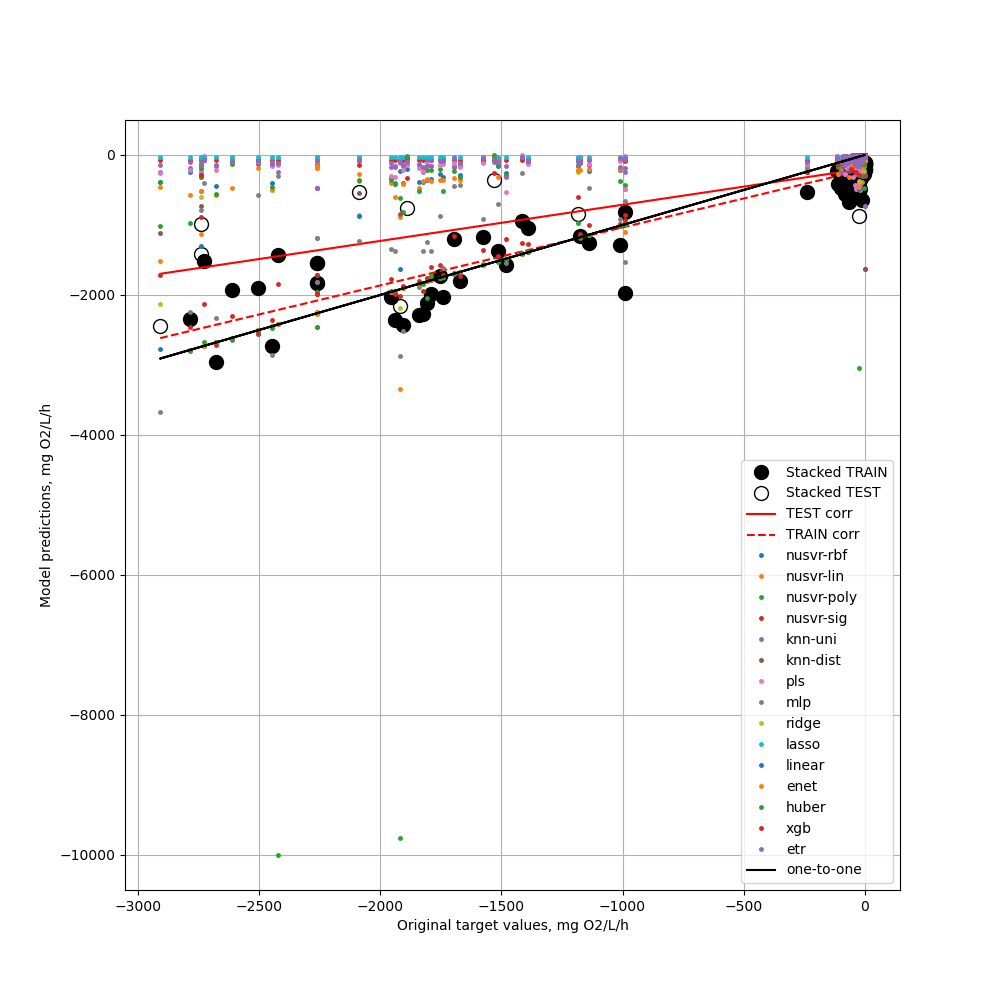 0
−2000
−4000
−6000
−8000
−10000
Model predictions, mg O2/L/h
−3000
−2500
−2000
−1500
−1000
−500
0
Original target values, mg O2/L/h
Stacked TRAIN
Stacked TEST
TEST corr
TRAIN corr
nusvr-rbf
nusvr-lin
nusvr-poly
nusvr-sig
knn-uni
knn-dist
pls
mlp
ridge
lasso
linear
enet
huber
xgb
etr
one-to-one